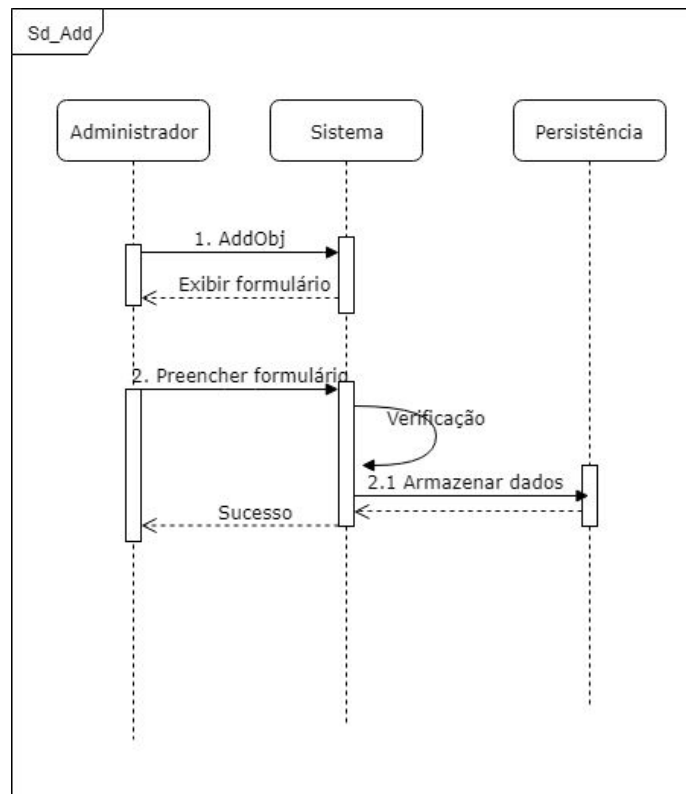 Sd_Add
Administrador
Sistema
Persistência
1. AddObj
Exibir formulário
2. Preencher formulário
Verificação
2.1 Armazenar dados
Sucesso